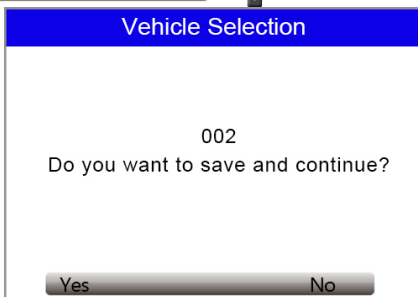 Vehicle Selection
002
Do you want to save and continue?
Yes No